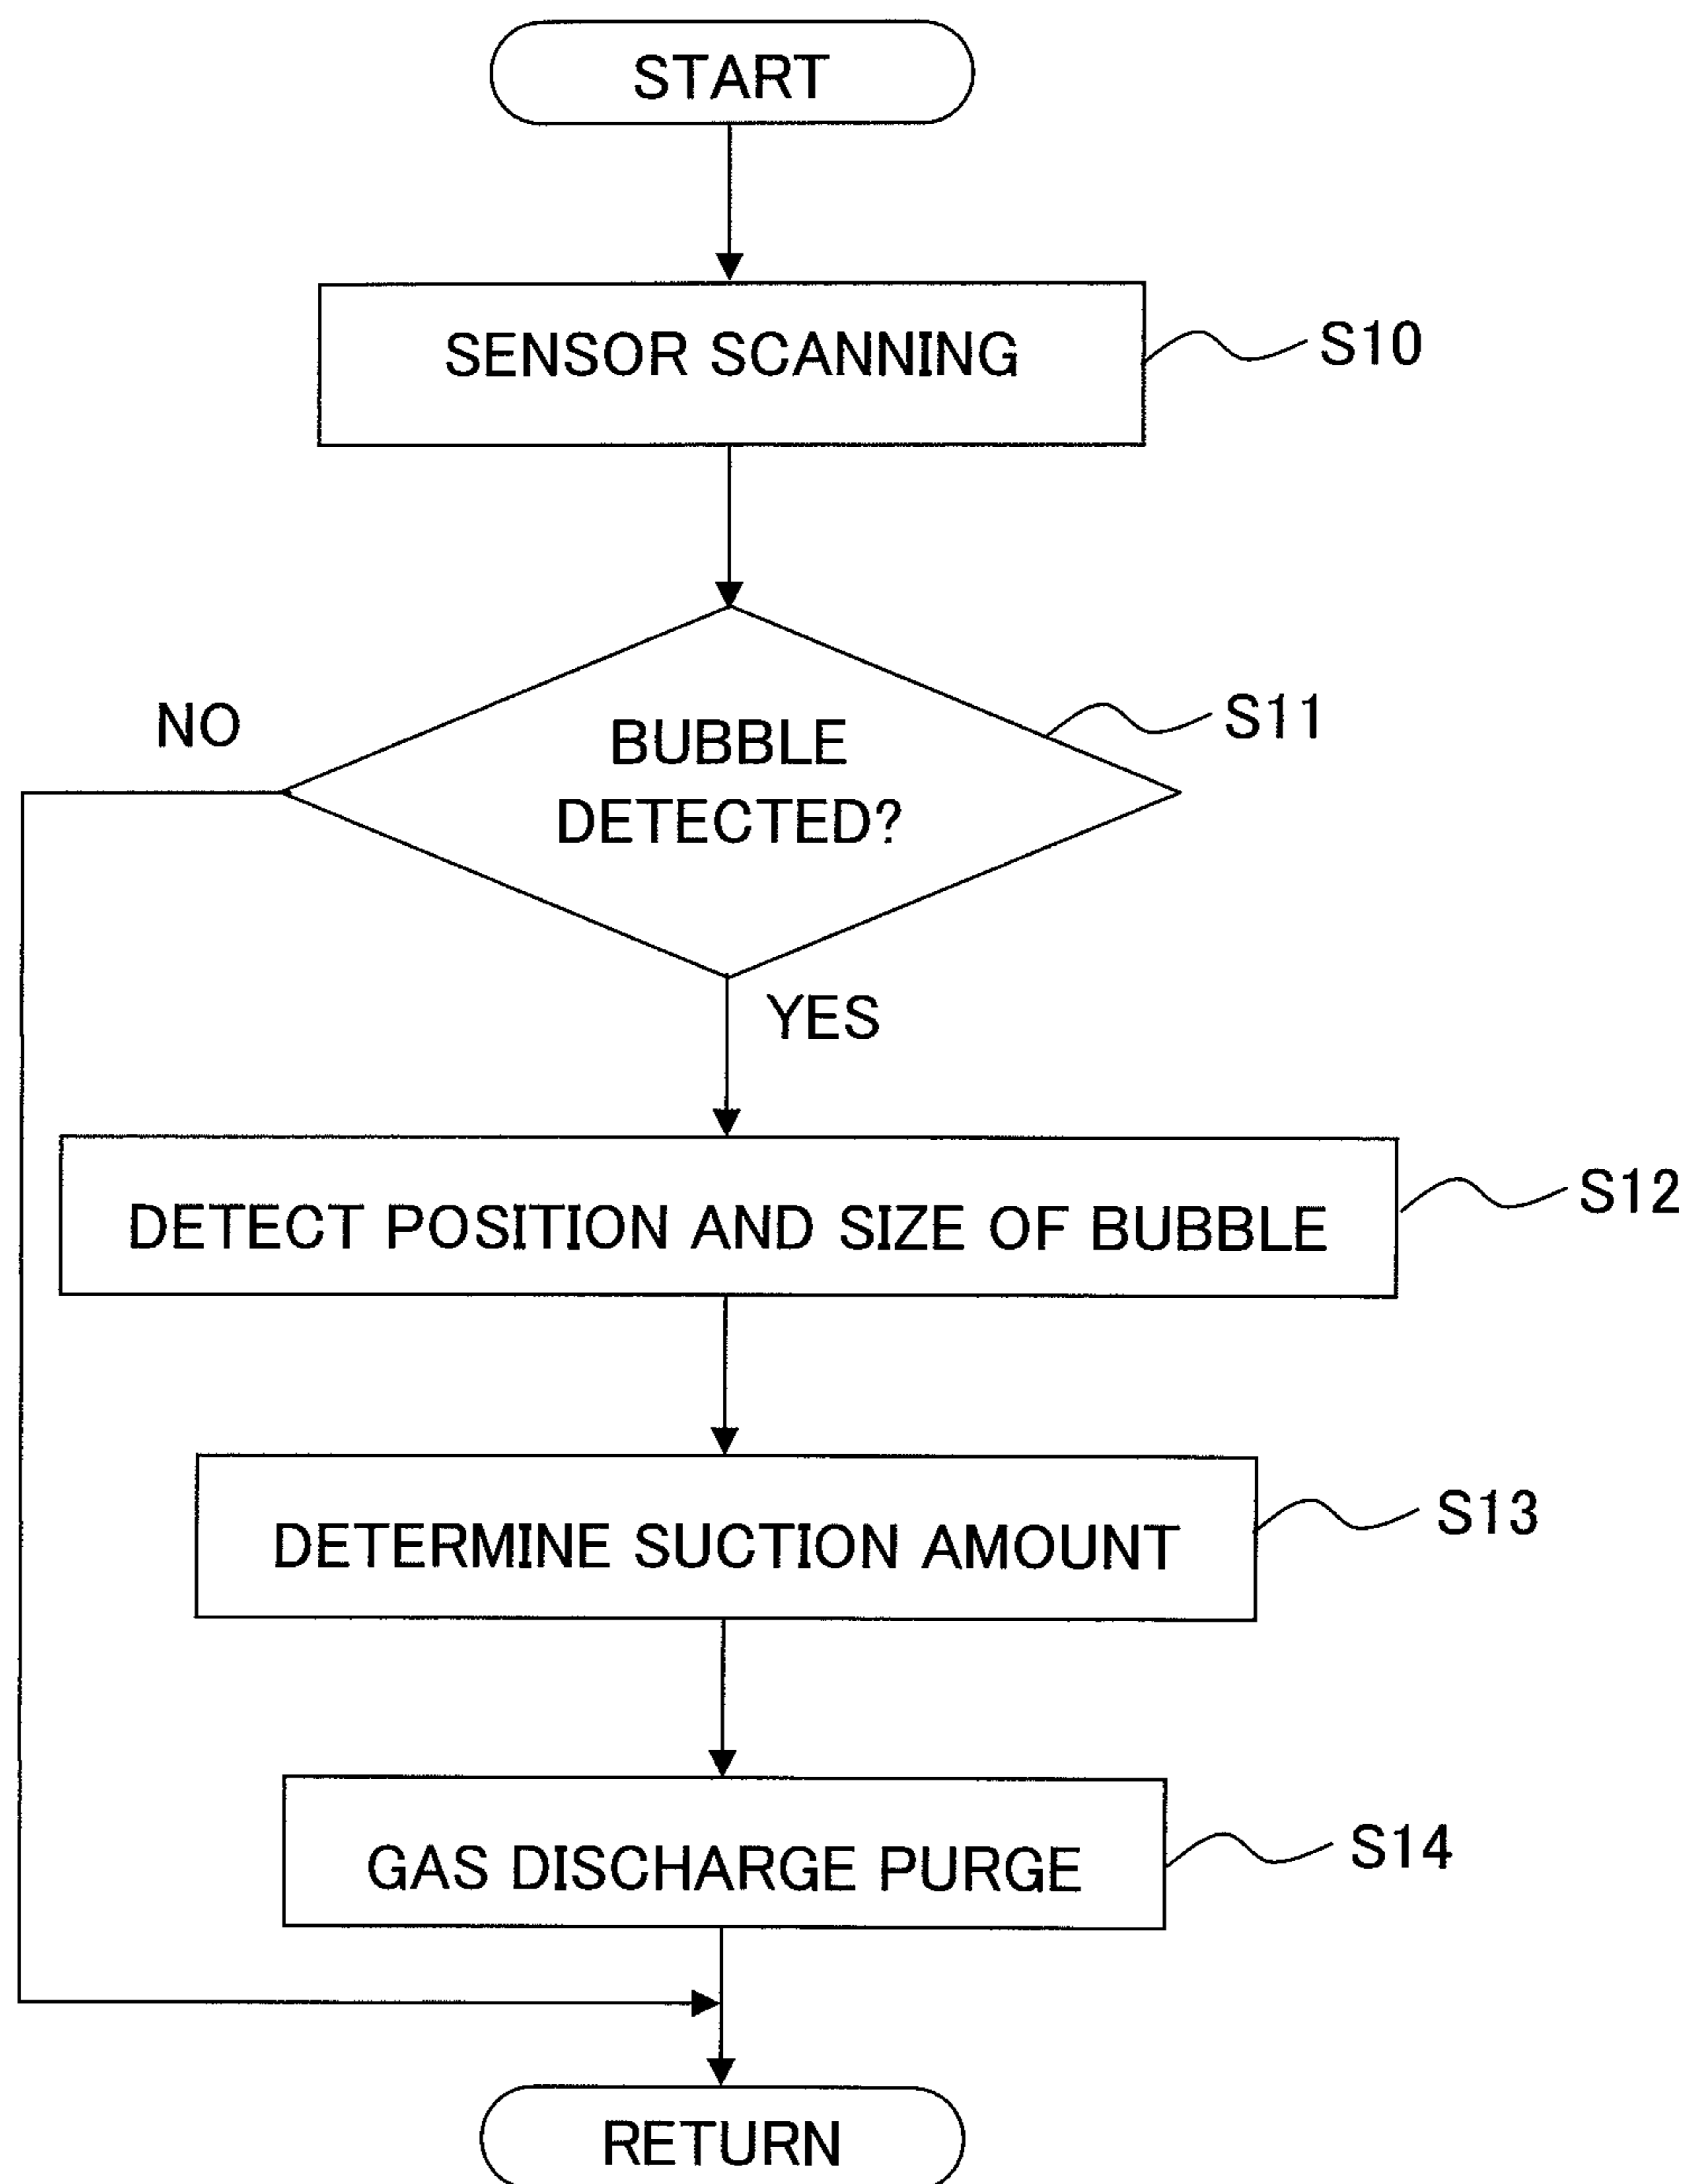 START
SENSOR SCANNING
S10
NO
BUBBLE
DETECTED?
S11
YES
DETECT POSITION AND SIZE OF BUBBLE
S12
DETERMINE SUCTION AMOUNT
S13
GAS DISCHARGE PURGE
S14
RETURN